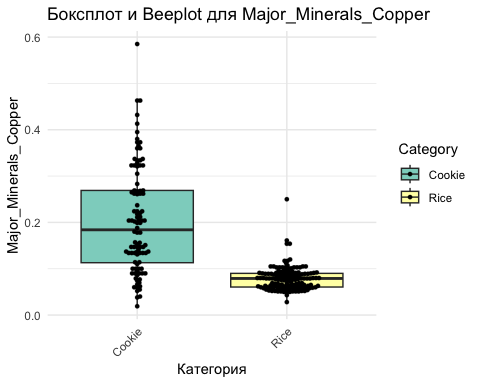 Боксплот и Beeplot для Major_Minerals_Copper
Major_Minerals_Copper
0.6
0.4
0.2
0.0
Cookie
Rice
Категория
Category
Cookie
Rice